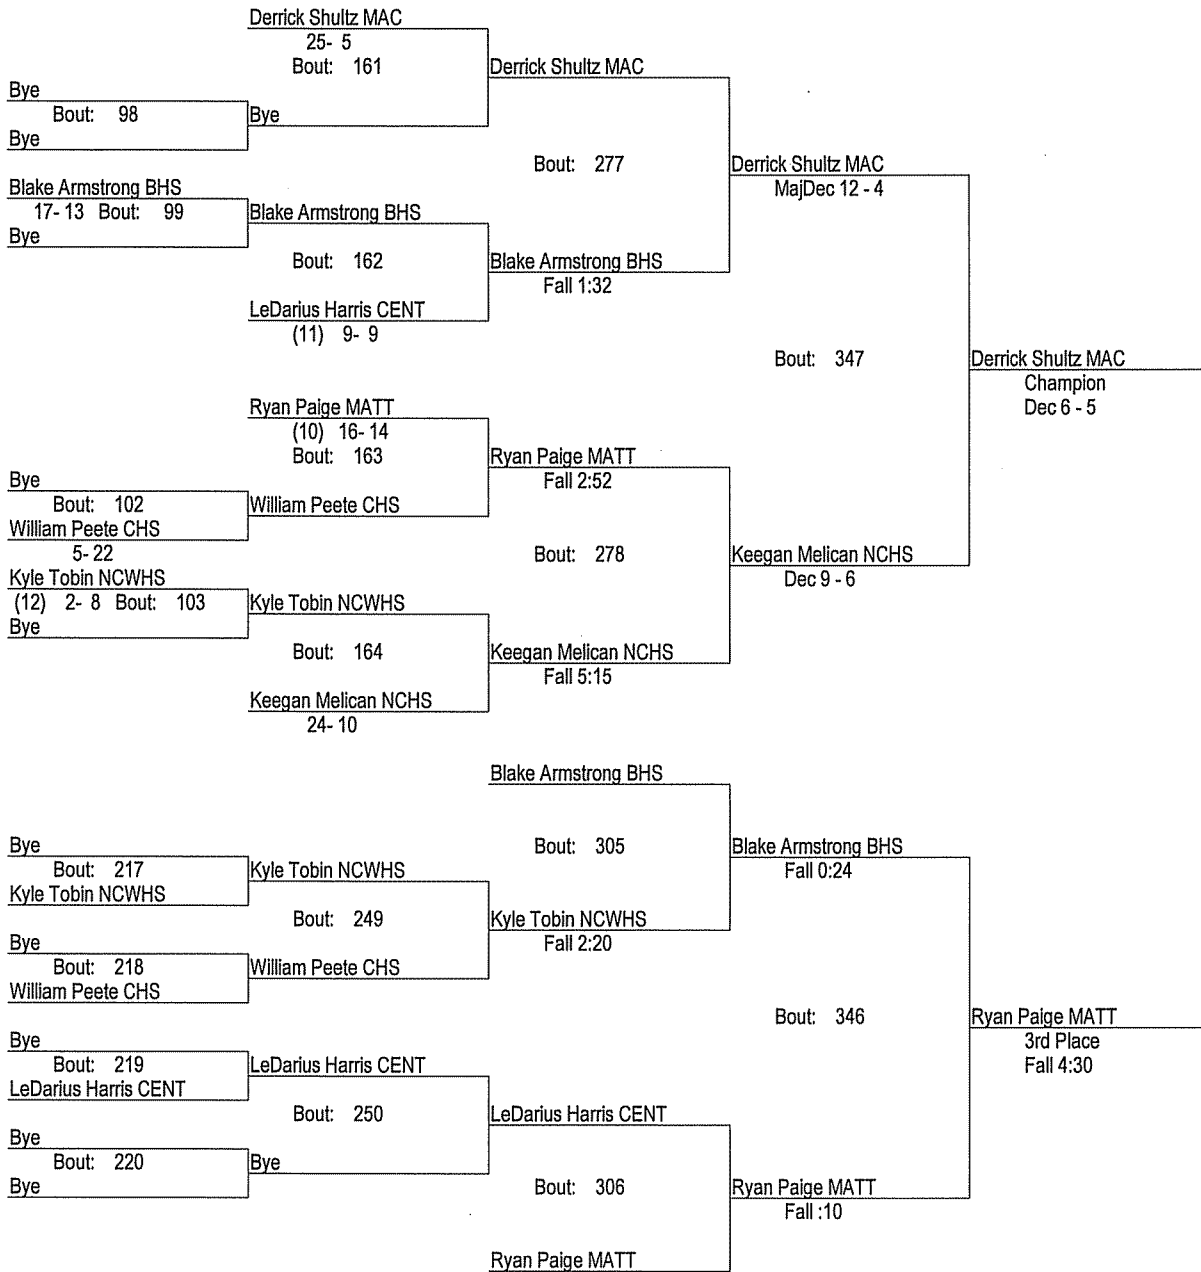 Derrick Shultz MAC
25- 5
Bout: 161
Derrick Shultz MAC
Bye
Bout: 98
Bye
Bye
Bout: 277
Derrick Shultz MAC
MajDec 12 - 4
Blake Armstrong BHS
17- 13 Bout: 99
Bye
Blake Armstrong BHS
Bout: 162
Blake Armstrong BHS
Fall 1:32
LeDarius Harris CENT
(11) 9- 9
Bout: 347
Derrick Shultz MAC
Champion
Dec 6 - 5
Ryan Paige MATT
(10) 16- 14
Bout: 163
Ryan Paige MATT
Fall 2:52
Bye
Bout: 102
William Peete CHS
5- 22
William Peete CHS
Bout: 278
Keegan Melican NCHS
Dec 9 - 6
Kyle Tobin NCWHS
(12) 2- 8 Bout: 103
Bye
Kyle Tobin NCWHS
Bout: 164
Keegan Melican NCHS
Fall 5:15
Keegan Melican NCHS
24- 10
Blake Armstrong BHS
Bout: 305
Blake Armstrong BHS
Fall 0:24
Bye
Bout: 217
Kyle Tobin NCWHS
Kyle Tobin NCWHS
Bout: 249
Kyle Tobin NCWHS
Fall 2:20
Bye
Bout: 218
William Peete CHS
William Peete CHS
Bout: 346
Ryan Paige MATT
3rd Place
Fall 4:30
Bye
Bout: 219
LeDarius Harris CENT
LeDarius Harris CENT
Bout: 250
LeDarius Harris CENT
Bye
Bout: 220
Bye
Bye
Bout: 306
Ryan Paige MATT
Fall :10
Ryan Paige MATT